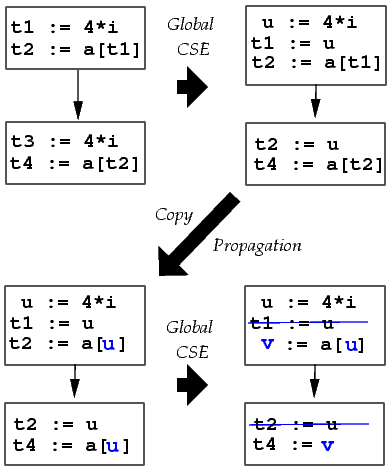 t1 := 4*i
t2 := a[t1]
t3 := 4*i
t4 := a[t2]
Global
CSE
u := 4*i
t1 := u
t2 := a[t1]
t2 := u
t4 := a[t2]
Copy
Propagation
u := 4*i
t1 := u
t2 := a[u]
t2 := u
t4 := a[u]
Global
CSE
u := 4*i
t1 := u
v := a[u]
t2 := u
t4 := v